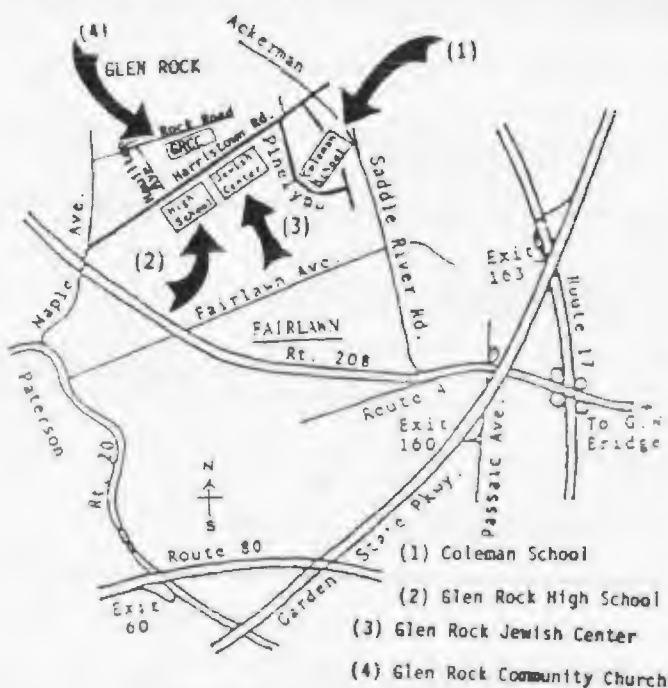 (4)
GLEN ROCK
Ackerman
(1)
Rock Road
GRCC
Harristown Rd.
Ave.
High School
Jewish Center
Pinelynn
Coleman School
Saddle River Rd.
(2)
(3)
Maple Ave.
Fairlawn Ave.
FAIRLAWN
Rt. 208
Exit 163
Route 17
Route 4
Exit 160
Passaic Ave.
To G.
Paterson
Rt. 20
N
S
Garden State Pkwy.
Route 80
Exit 60
(1) Coleman School
(2) Glen Rock High School
(3) Glen Rock Jewish Center
(4) Glen Rock Community Church